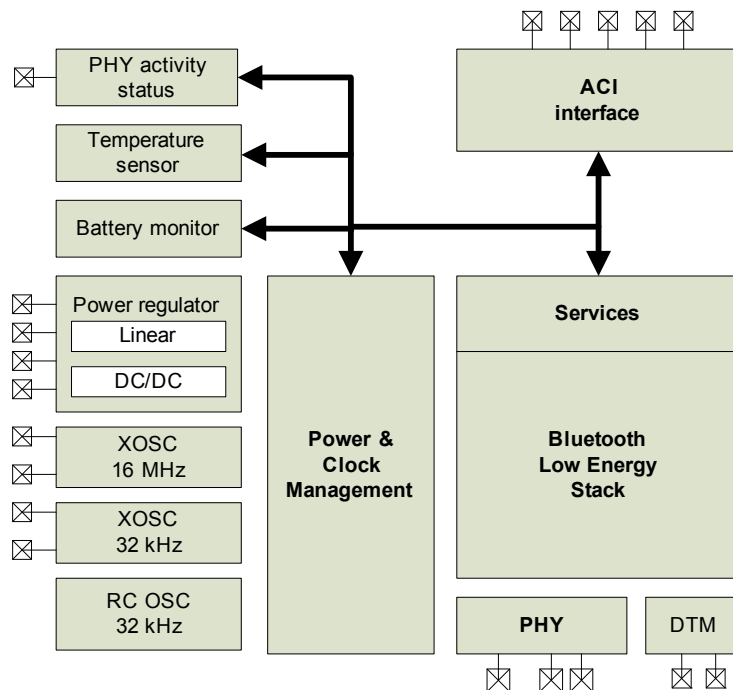 PHY activity
status
ACI
interface
Temperature
sensor
Battery monitor
Power regulator
Linear
DC/DC
Services
Power &
Clock
Management
Bluetooth
Low Energy
Stack
XOSC
16 MHz
XOSC
32 kHz
RC OSC
32 kHz
PHY
DTM